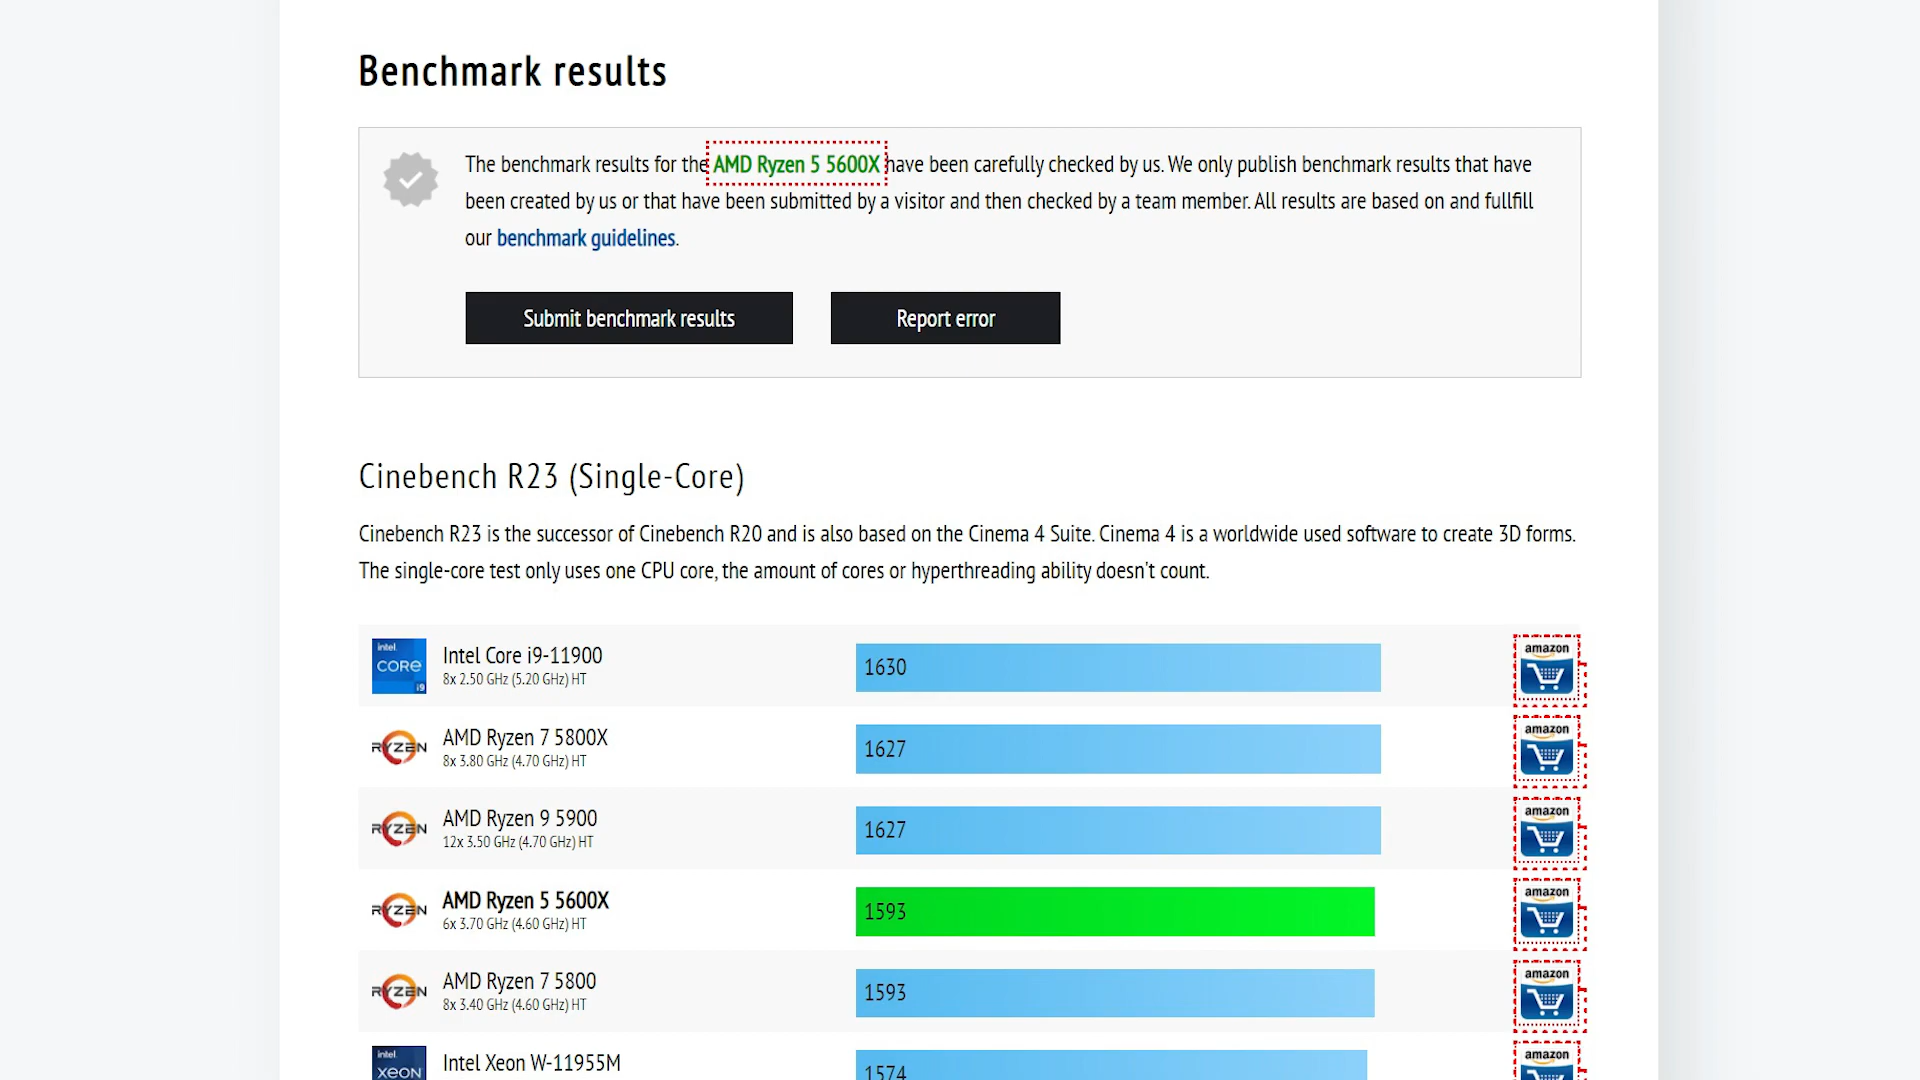 Benchmark results
The benchmark results for the AMD Ryzen 5 5600X have been carefully checked by us. We only publish benchmark results that have
been created by us or that have been submitted by a visitor and then checked by a team member. All results are based on and fullfill
our benchmark guidelines.
Submit benchmark results
Report error
Cinebench R23 (Single-Core)
Cinebench R23 is the successor of Cinebench R20 and is also based on the Cinema 4 Suite. Cinema 4 is a worldwide used software to create 3D forms.
The single-core test only uses one CPU core, the amount of cores or hyperthreading ability doesn't count.
intel
CORE
i9
Intel Core i9-11900
8x 2.50 GHz (5.20 GHz) HT
1630
amazon
RYZEN
AMD Ryzen 7 5800X
8x 3.80 GHz (4.70 GHz) HT
1627
amazon
RYZEN
AMD Ryzen 9 5900
12x 3.50 GHz (4.70 GHz) HT
1627
amazon
RYZEN
AMD Ryzen 5 5600X
6x 3.70 GHz (4.60 GHz) HT
1593
amazon
RYZEN
AMD Ryzen 7 5800
8x 3.40 GHz (4.60 GHz) HT
1593
amazon
intel
XEON
Intel Xeon W-11955M
1574
amazon